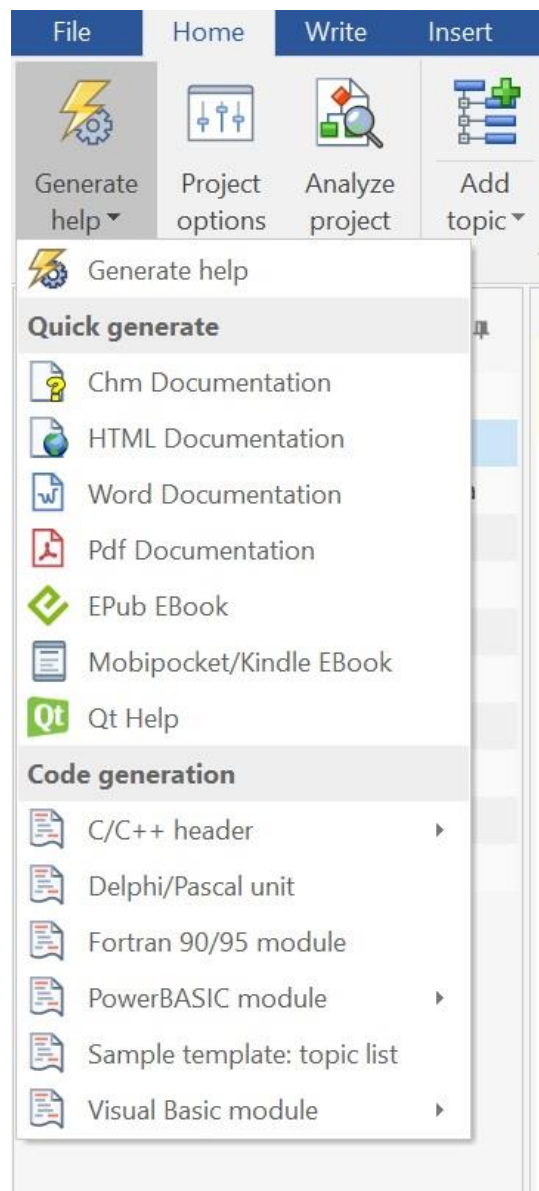 File Home Write Insert
Generate help Project options Analyze project Add topic
Generate help
Quick generate
Chm Documentation
HTML Documentation
Word Documentation
Pdf Documentation
EPub EBook
Mobipocket/Kindle EBook
Qt Help
Code generation
C/C++ header
Delphi/Pascal unit
Fortran 90/95 module
PowerBASIC module
Sample template: topic list
Visual Basic module